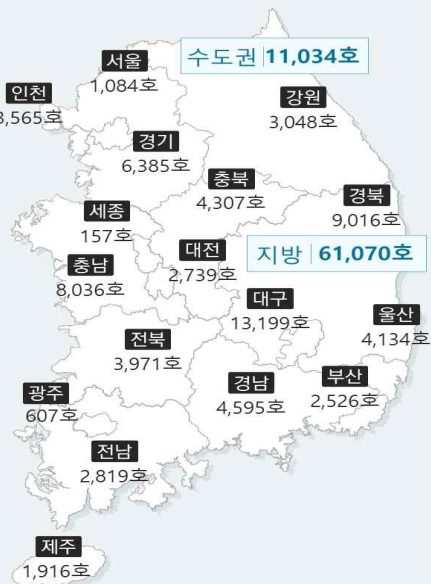 서울
1,084호
수도권 11,034호
인천
3,565호
강원
3,048호
경기
6,385호
충북
4,307호
경북
9,016호
세종
157호
대전
2,739호
지방 61,070호
충남
8,036호
대구
13,199호
울산
4,134호
전북
3,971호
경남
4,595호
부산
2,526호
광주
607호
전남
2,819호
제주
1,916호